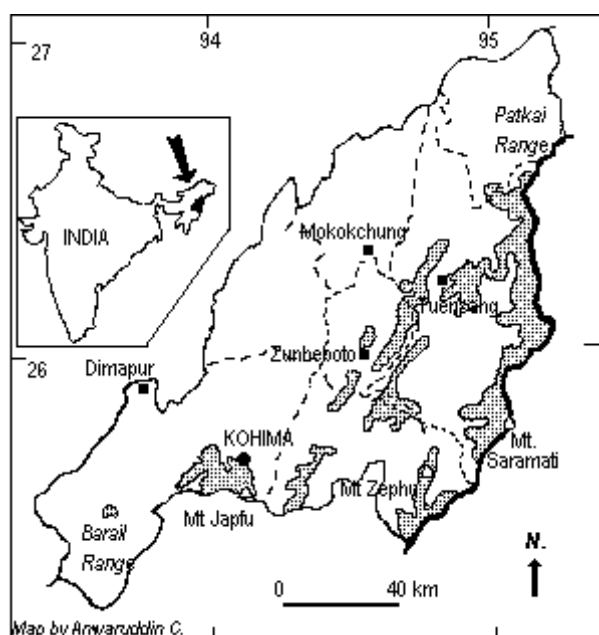 94
95
27
Patkai
Range
INDIA
Mokokchung
Tuensang
26
Zunheboto
Dimapur
KOHIMA
Mt.
Saramati
Mt Zephu
Mt Japfu
Barail
Range
N.
0 40 km
Map by Anwaruddin C.